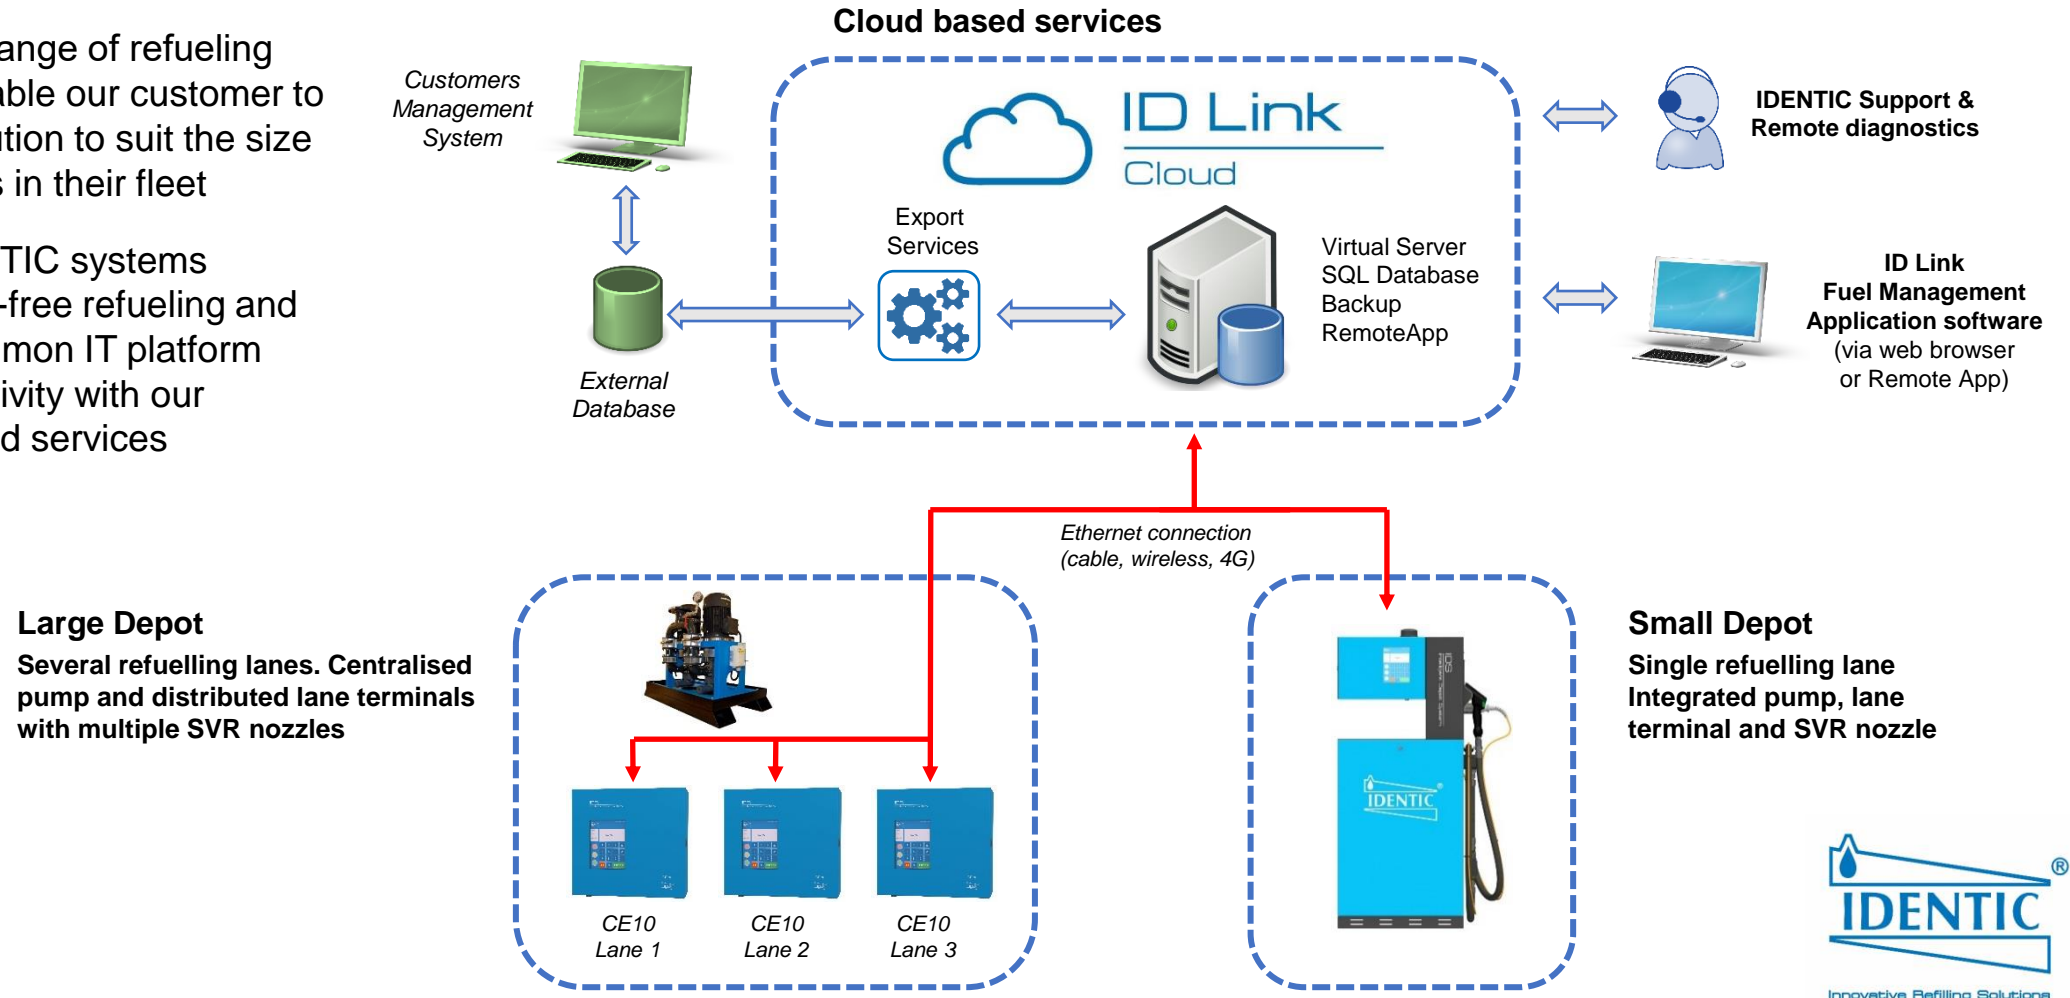 Cloud based services
ange of refueling
able our customer to
ution to suit the size
s in their fleet
TIC systems
-free refueling and
mon IT platform
ivity with our
d services
Customers
Management
System
External
Database
ID Link
Cloud
Export
Services
Virtual Server
SQL Database
Backup
RemoteApp
IDENTIC Support &
Remote diagnostics
ID Link
Fuel Management
Application software
(via web browser
or Remote App)
Ethernet connection
(cable, wireless, 4G)
Large Depot
Several refuelling lanes. Centralised
pump and distributed lane terminals
with multiple SVR nozzles
CE10
Lane 1
CE10
Lane 2
CE10
Lane 3
IDS
IDENTIC
Small Depot
Single refuelling lane
Integrated pump, lane
terminal and SVR nozzle
IDENTIC®
Innovative Refilling Solutions